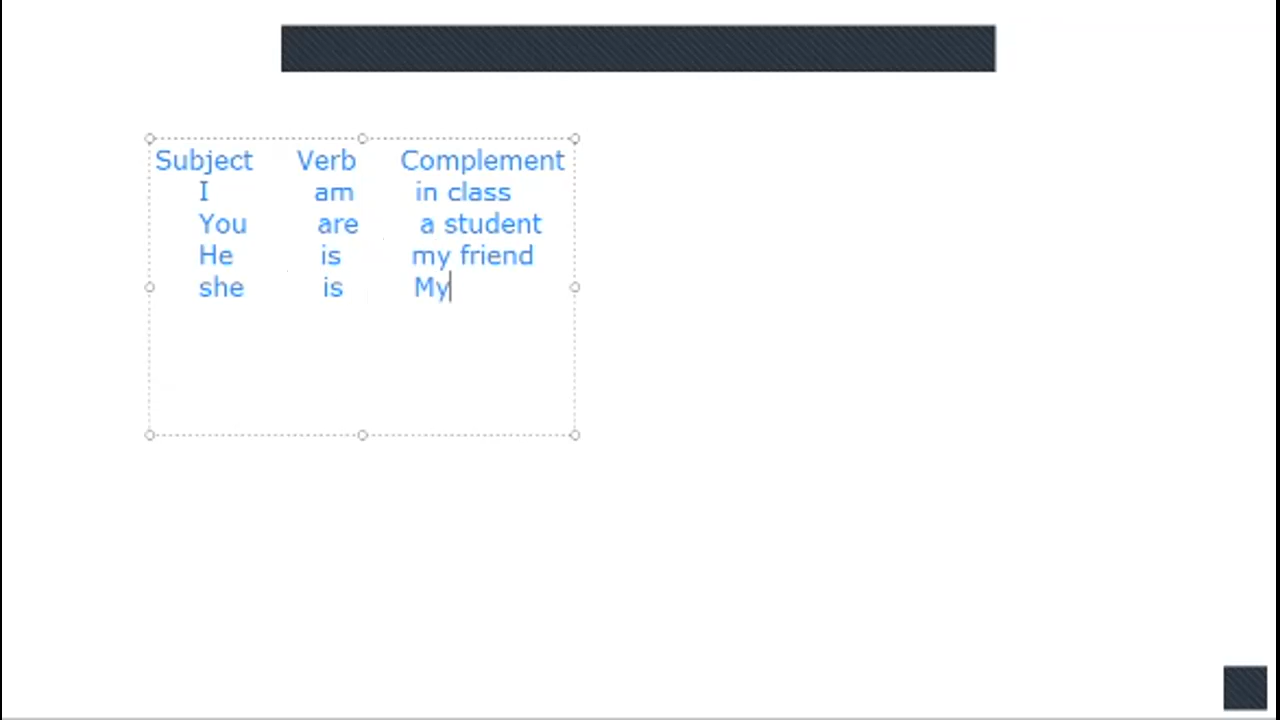 Subject Verb Complement
I am in class
You are a student
He is my friend
she is My